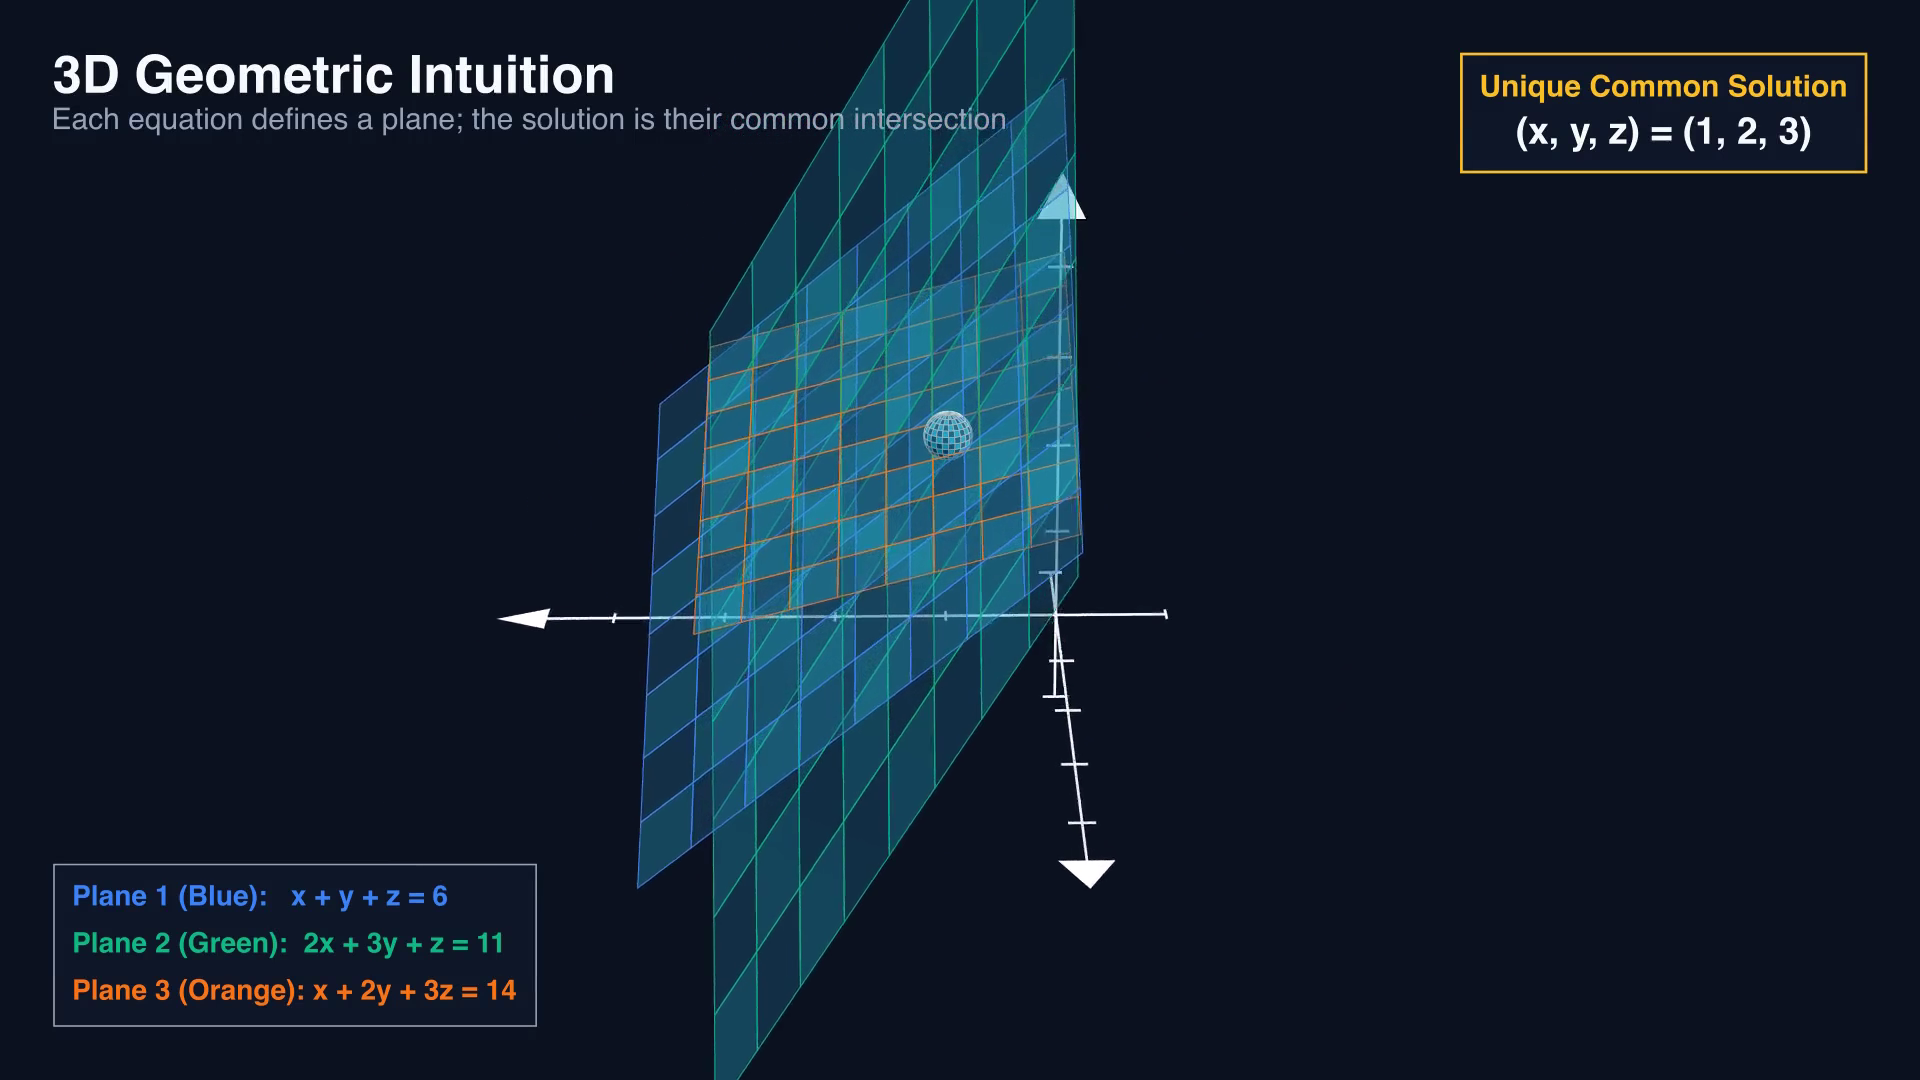 3D Geometric Intuition
Each equation defines a plane; the solution is their common intersection
Unique Common Solution
(x, y, z) = (1, 2, 3)
Plane 1 (Blue): x + y + z = 6
Plane 2 (Green): 2x + 3y + z = 11
Plane 3 (Orange): x + 2y + 3z = 14